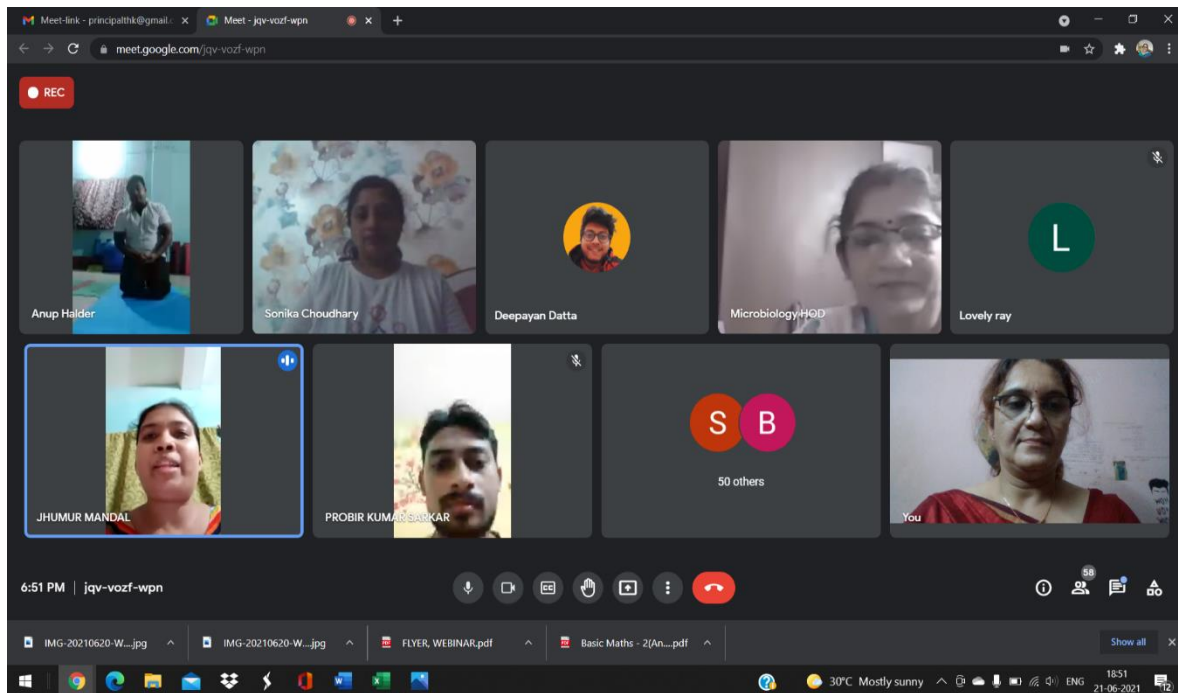 Meet-link - principalthk@gmail.c
Meet - jqv-vozf-wpn
meet.google.com/jqv-vozf-wpn
REC
Anup Halder
Sonika Choudhary
Deepayan Datta
Microbiology HOD
L
Lovely ray
JHUMUR MANDAL
PROBIR KUMAR SARKAR
S B
50 others
You
6:51 PM | jqv-vozf-wpn
CC
58
IMG-20210620-W....jpg
IMG-20210620-W....jpg
FLYER, WEBINAR.pdf
Basic Maths - 2(An....pdf
Show all
30°C Mostly sunny
ENG
18:51
21-06-2021
12